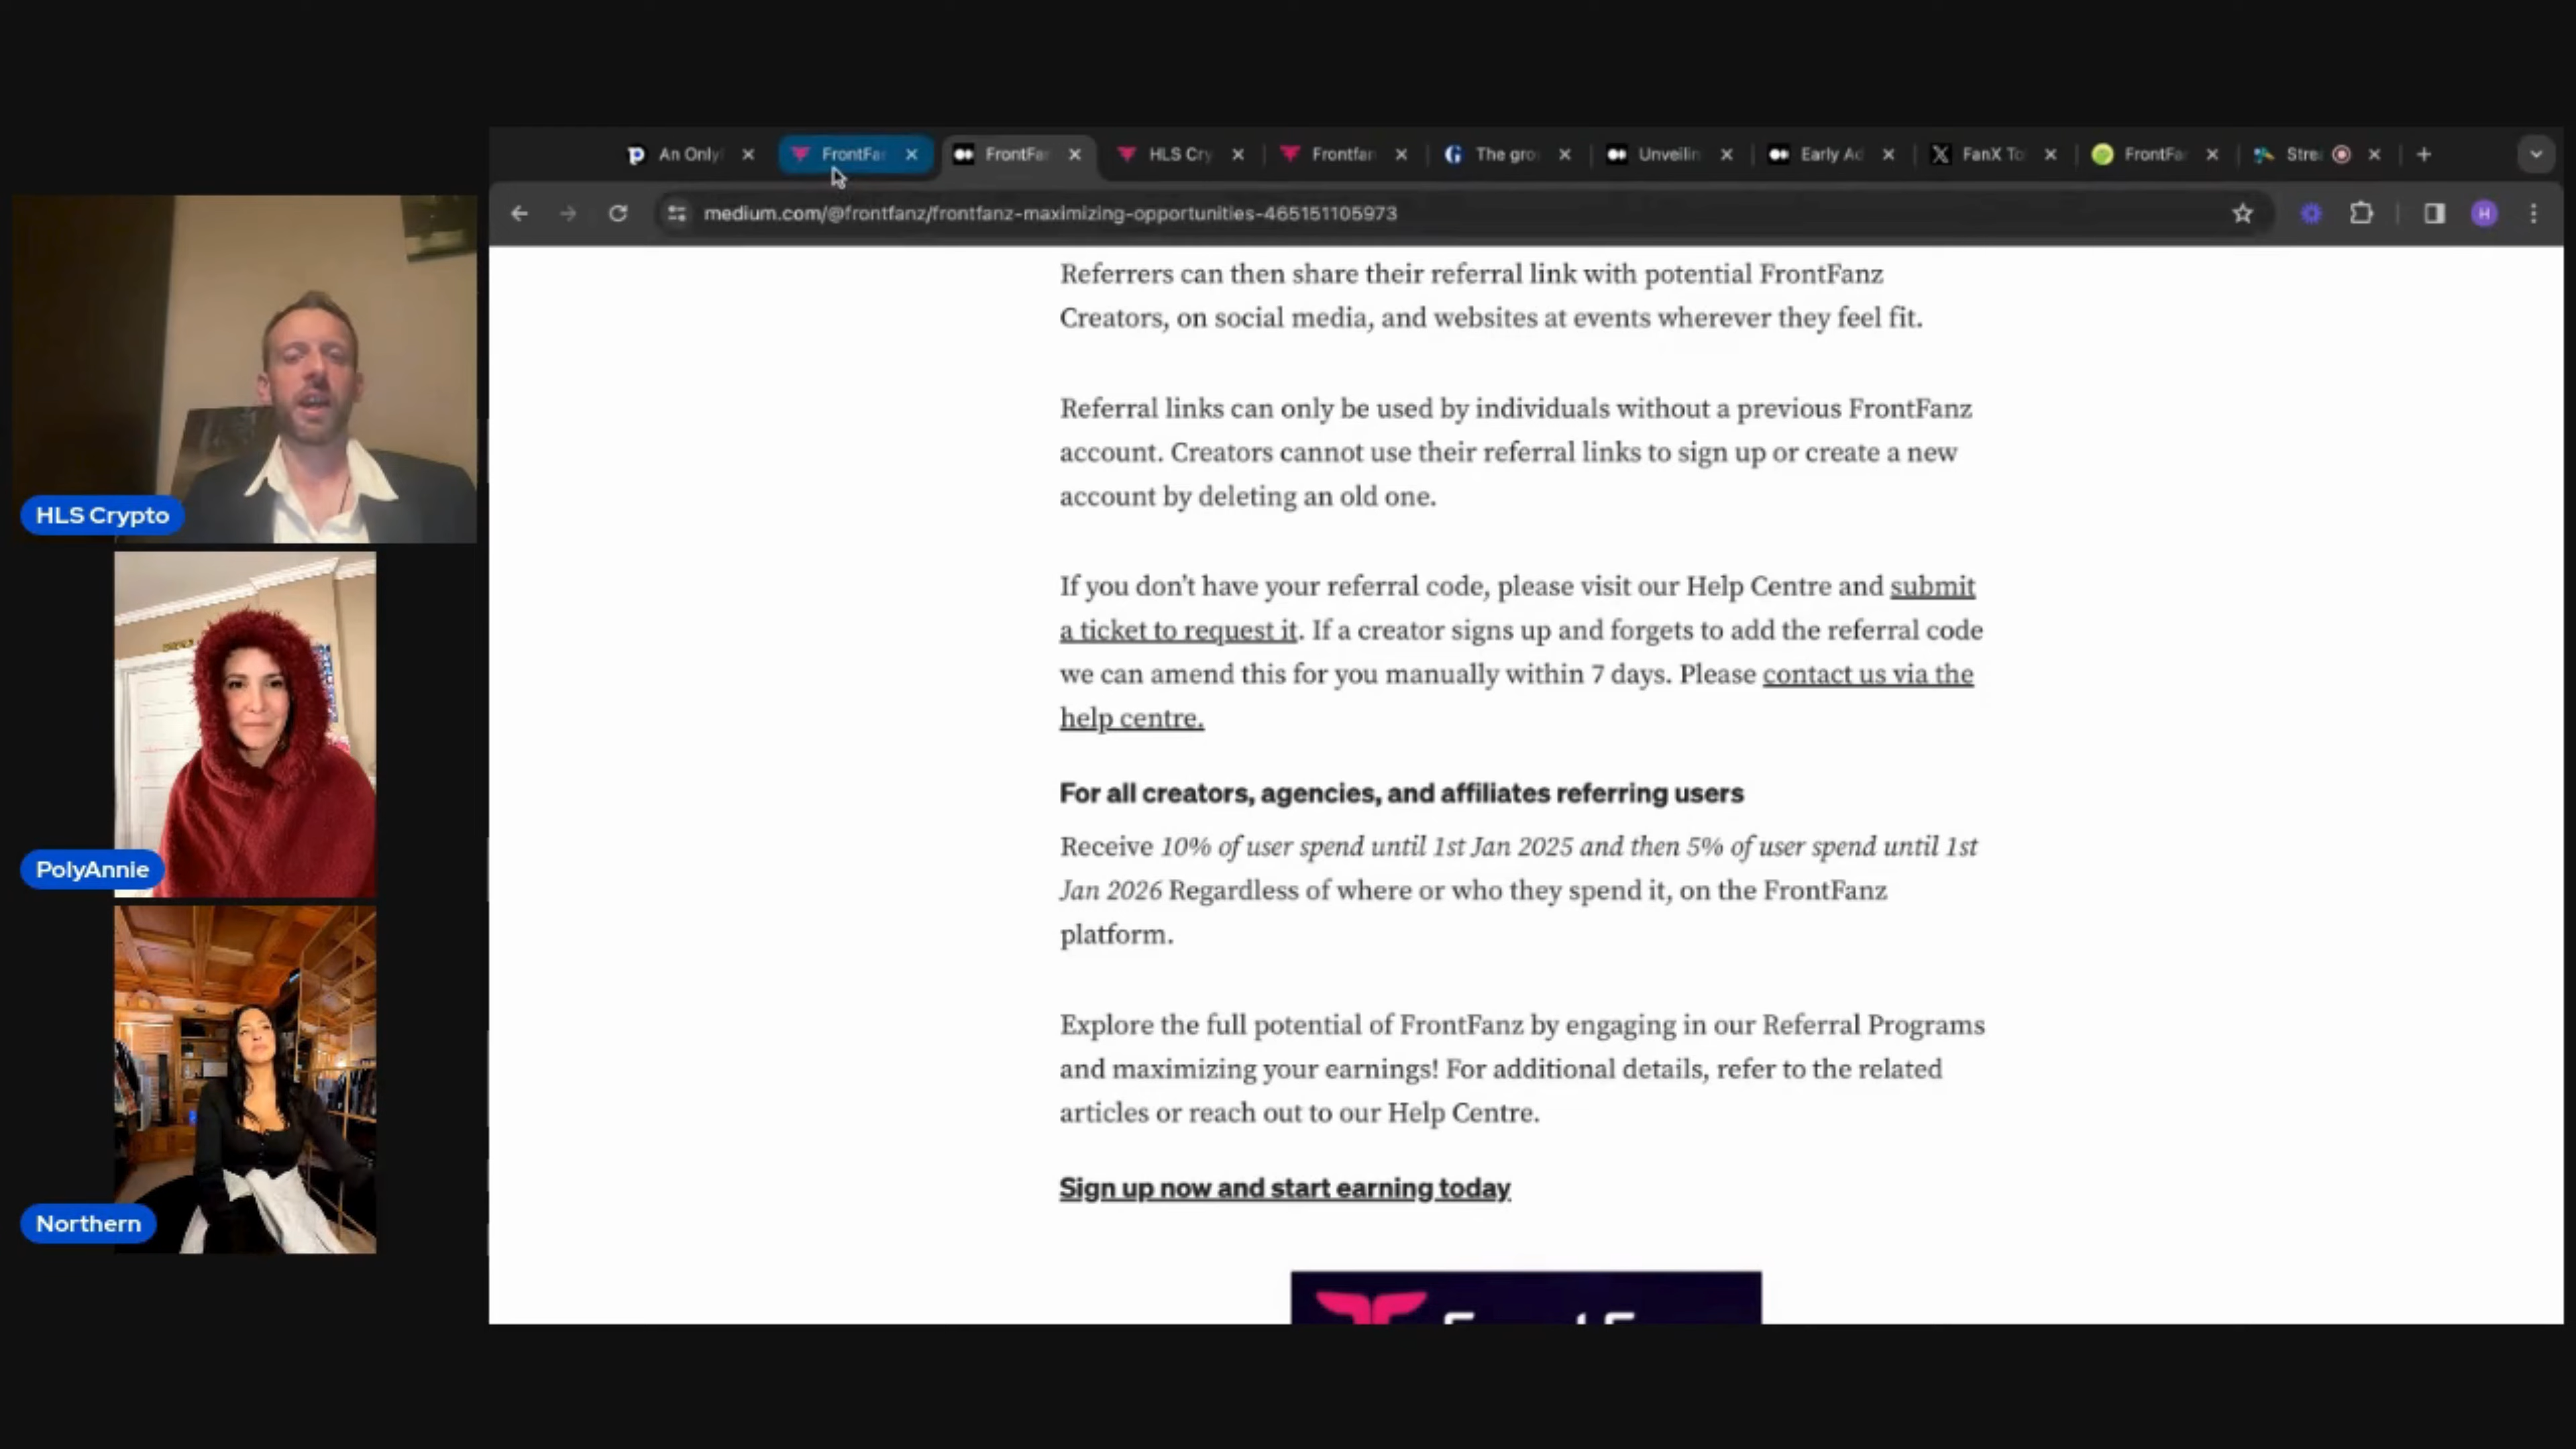 An Only
FrontFa
FrontFa
HLS Cry
Frontfan
The gro
Unveilin
Early Ad
FanX To
FrontFa
Stre
medium.com/@frontfanz/frontfanz-maximizing-opportunities-465151105973
H
Referrers can then share their referral link with potential FrontFanz
Creators, on social media, and websites at events wherever they feel fit.
Referral links can only be used by individuals without a previous FrontFanz
account. Creators cannot use their referral links to sign up or create a new
account by deleting an old one.
If you don't have your referral code, please visit our Help Centre and submit
a ticket to request it. If a creator signs up and forgets to add the referral code
we can amend this for you manually within 7 days. Please contact us via the
help centre.
For all creators, agencies, and affiliates referring users
Receive 10% of user spend until 1st Jan 2025 and then 5% of user spend until 1st
Jan 2026 Regardless of where or who they spend it, on the FrontFanz
platform.
Explore the full potential of FrontFanz by engaging in our Referral Programs
and maximizing your earnings! For additional details, refer to the related
articles or reach out to our Help Centre.
Sign up now and start earning today
HLS Crypto
PolyAnnie
Northern